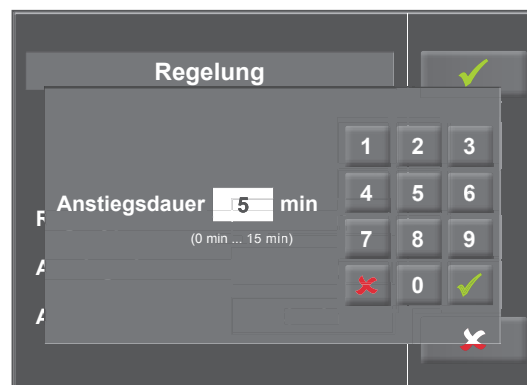 Regelung
1 2 3
Anstiegsdauer 5 min
4 5 6
(0 min ... 15 min)
7 8 9
0
R
A
A